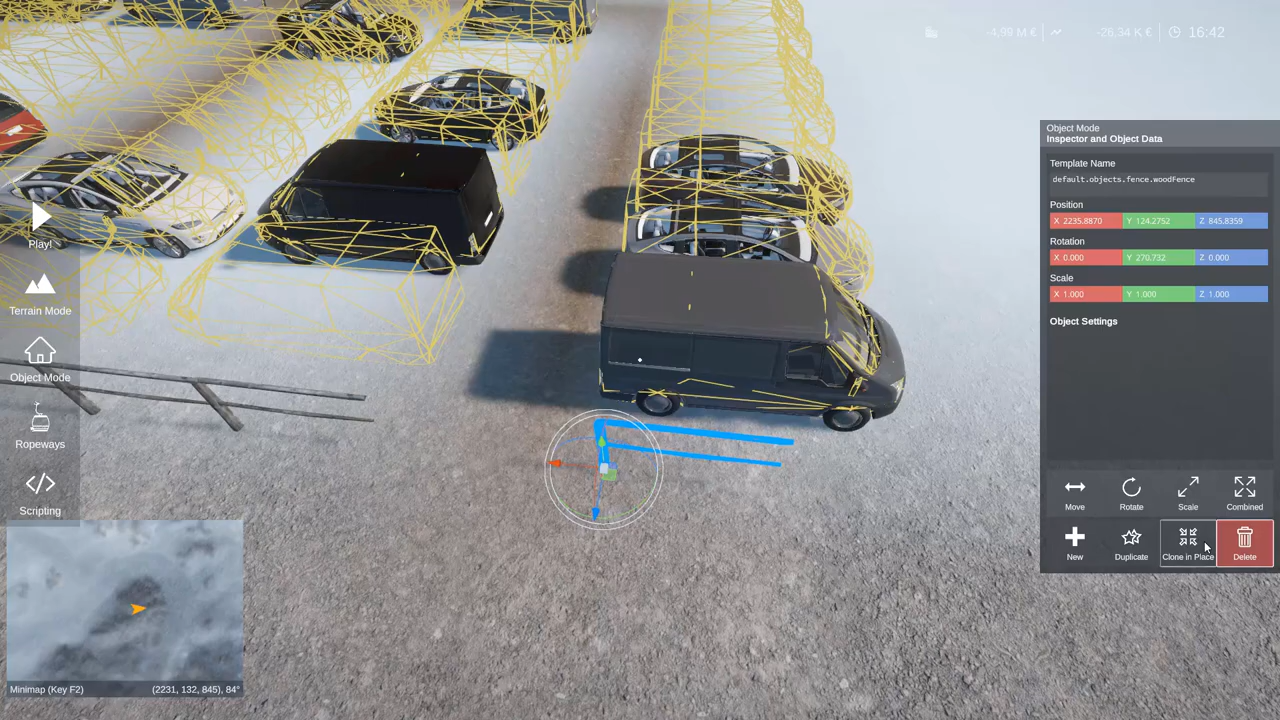 -4,99 M €
-26,34 K €
16:42
Play!
Terrain Mode
Object Mode
Ropeways
Scripting
Minimap (Key F2)
(2231, 132, 845), 84°
Object Mode
Inspector and Object Data
Template Name
default.objects.fence.woodFence
Position
X 2235.8870
Y 124.2752
Z 845.8359
Rotation
X 0.000
Y 270.732
Z 0.000
Scale
X 1.000
Y 1.000
Z 1.000
Object Settings
Move
Rotate
Scale
Combined
New
Duplicate
Clone in Place
Delete